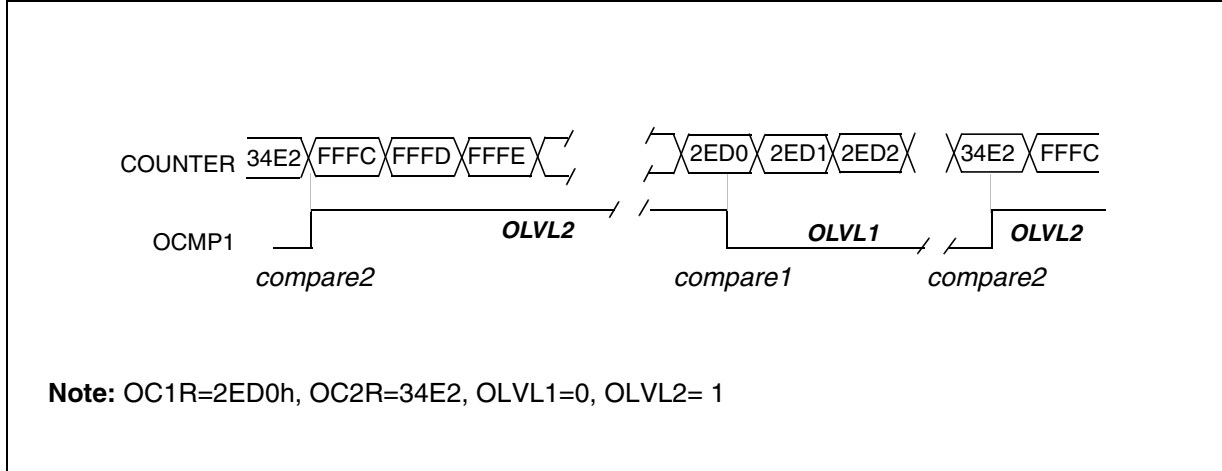 COUNTER 34E2 FFFC FFFD FFFE 2ED0 2ED1 2ED2 34E2 FFFC
OCMP1 OLVL2 OLVL1 OLVL2
compare2 compare1 compare2
Note: OC1R=2ED0h, OC2R=34E2, OLVL1=0, OLVL2= 1